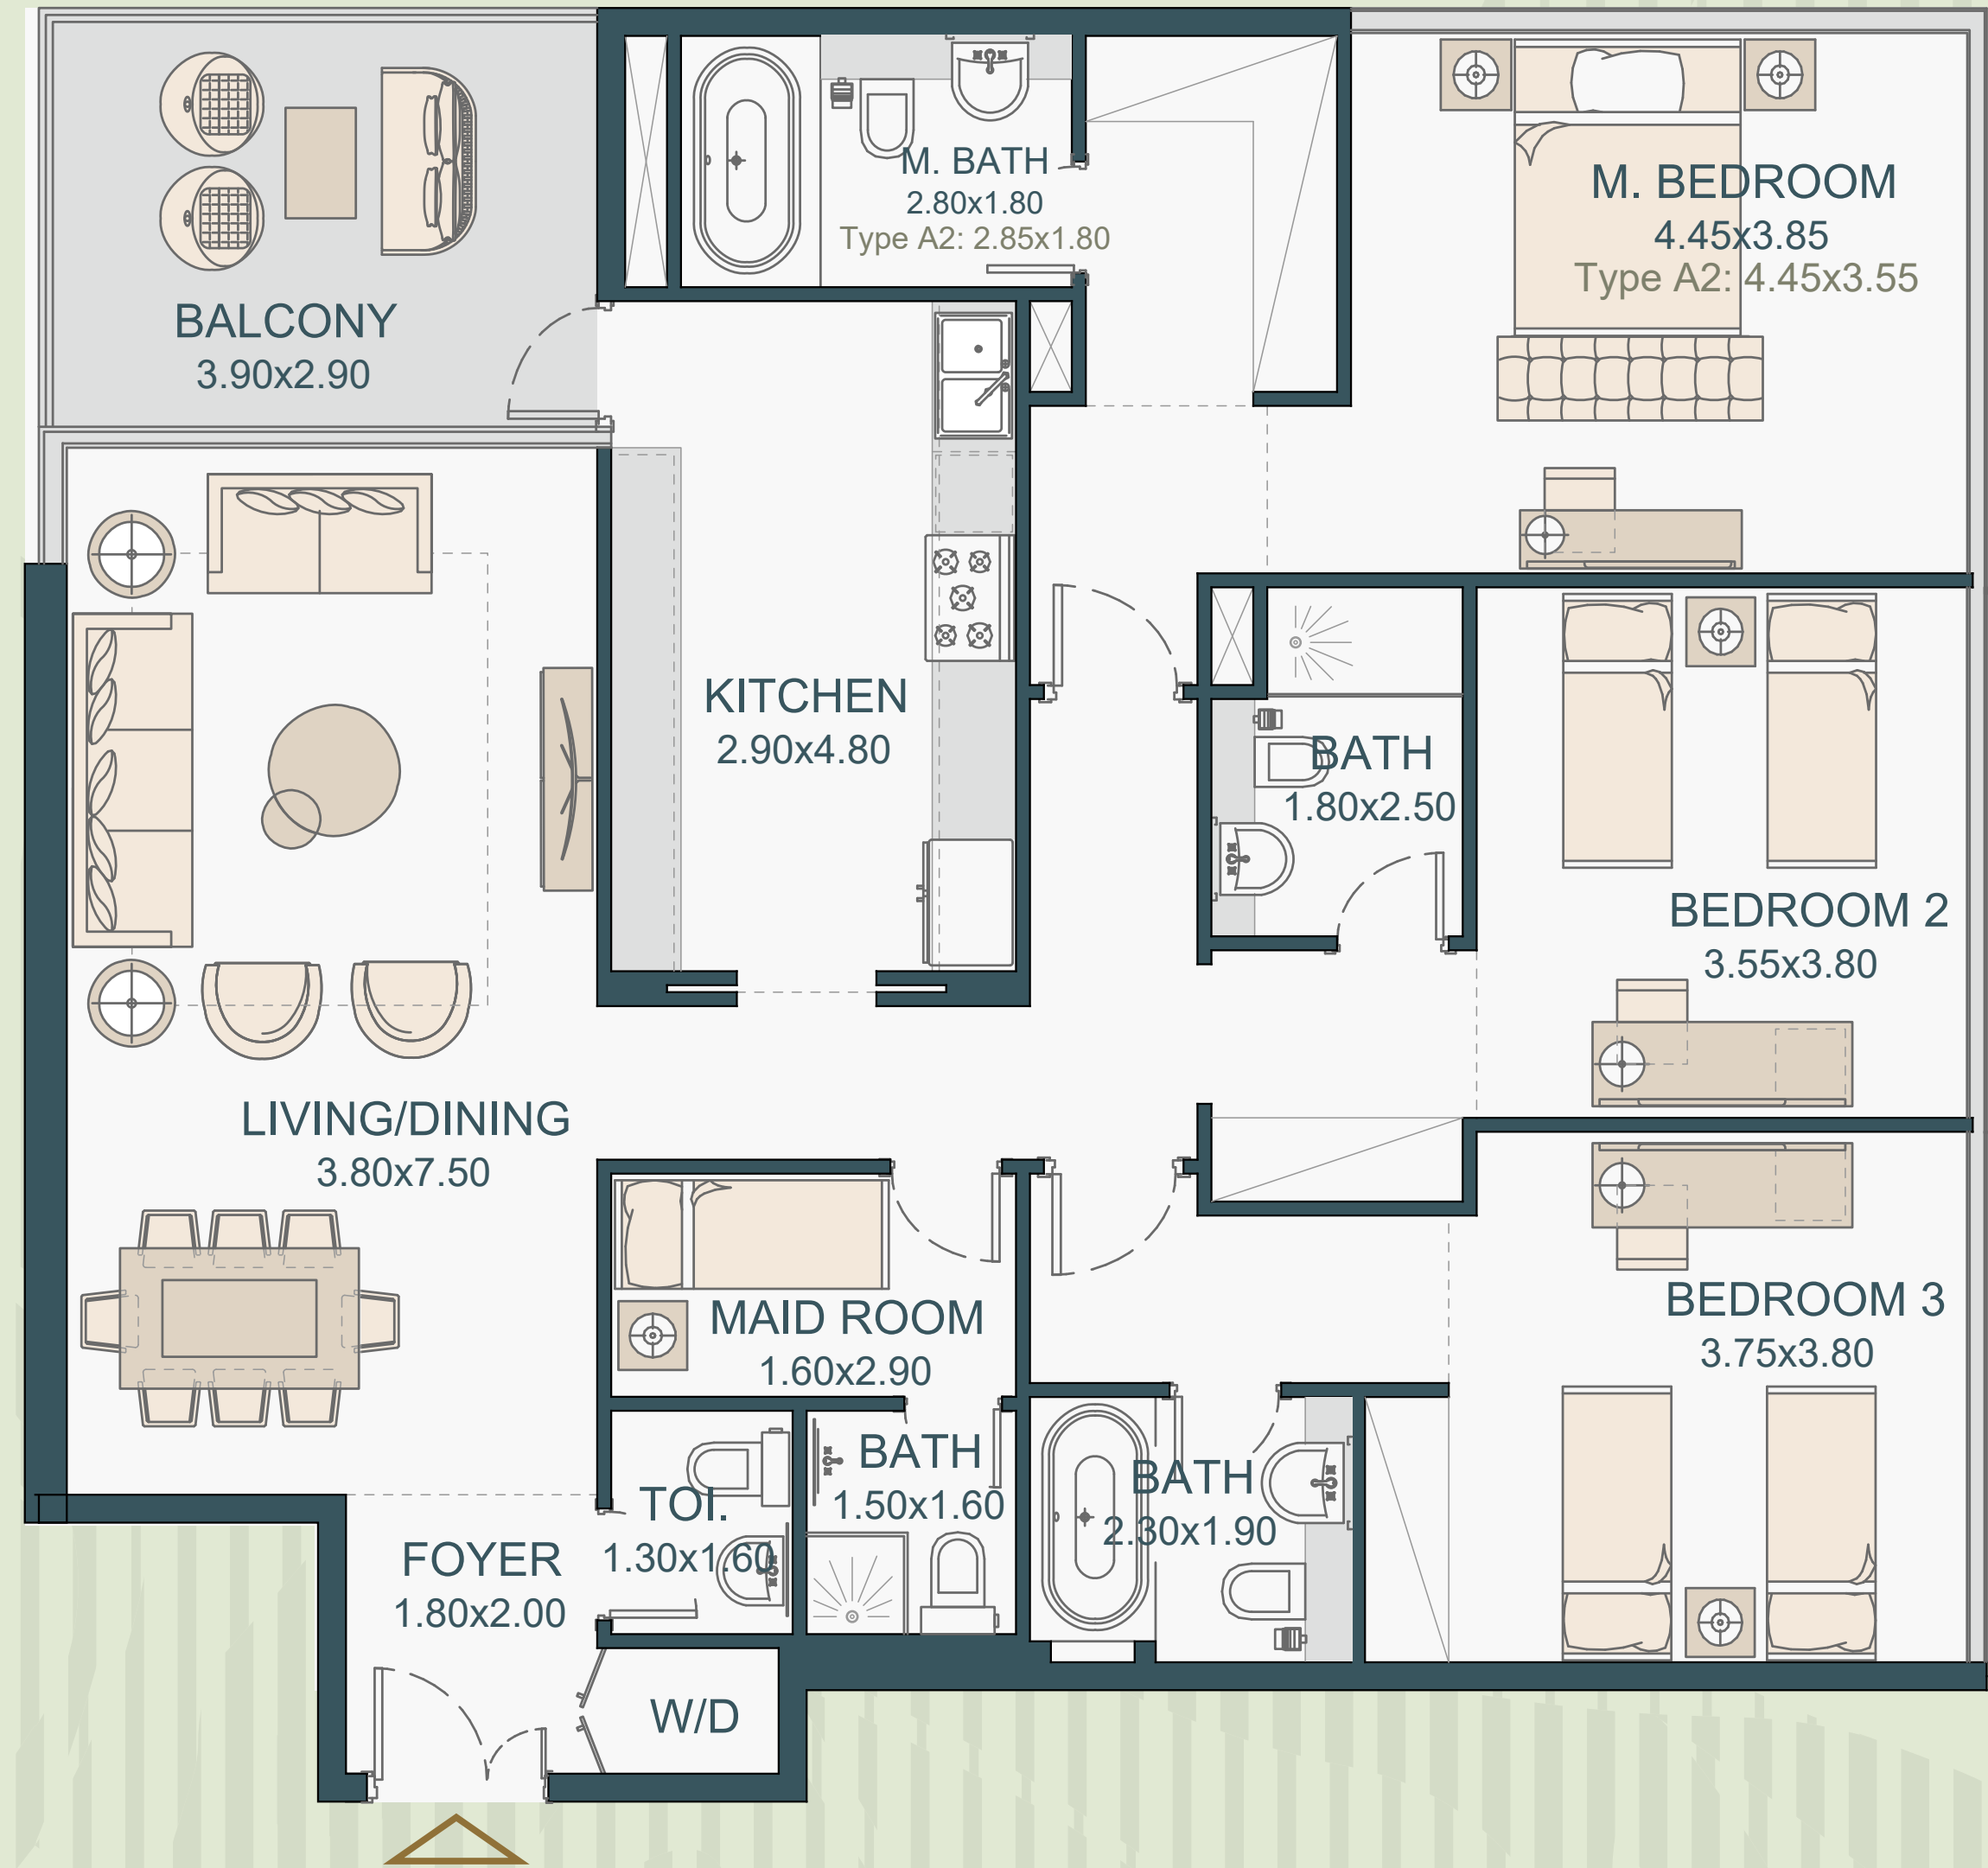 M. BATH
2.80x1.80
Type A2: 2.85x1.80
M. BEDROOM
4.45x3.85
Type A2: 4.45x3.55
BALCONY
3.90x2.90
KITCHEN
2.90x4.80
BATH
1.80x2.50
BEDROOM 2
3.55x3.80
LIVING/DINING
3.80x7.50
MAID ROOM
1.60x2.90
BEDROOM 3
3.75x3.80
BATH
1.50x1.60
BATH
2.30x1.90
TOI.
1.30x1.60
FOYER
1.80x2.00
W/D